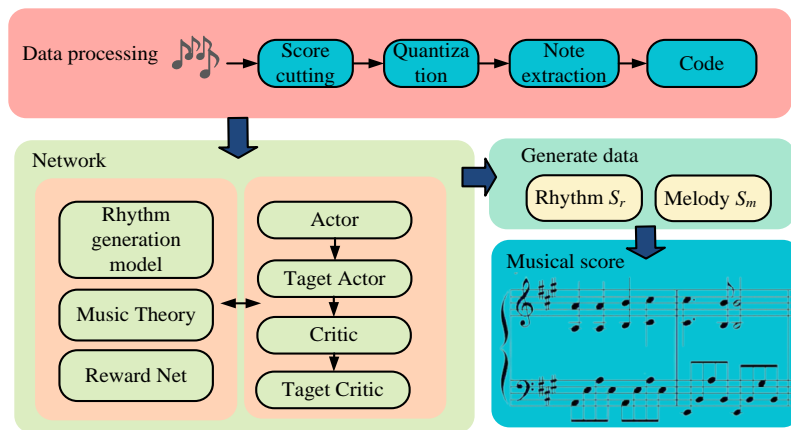 Data processing
Score
cutting
Quantiza
tion
Note
extraction
Code
Network
Rhythm
generation
model
Music Theory
Reward Net
Actor
Taget Actor
Critic
Taget Critic
Generate data
Rhythm Sr
Melody Sm
Musical score